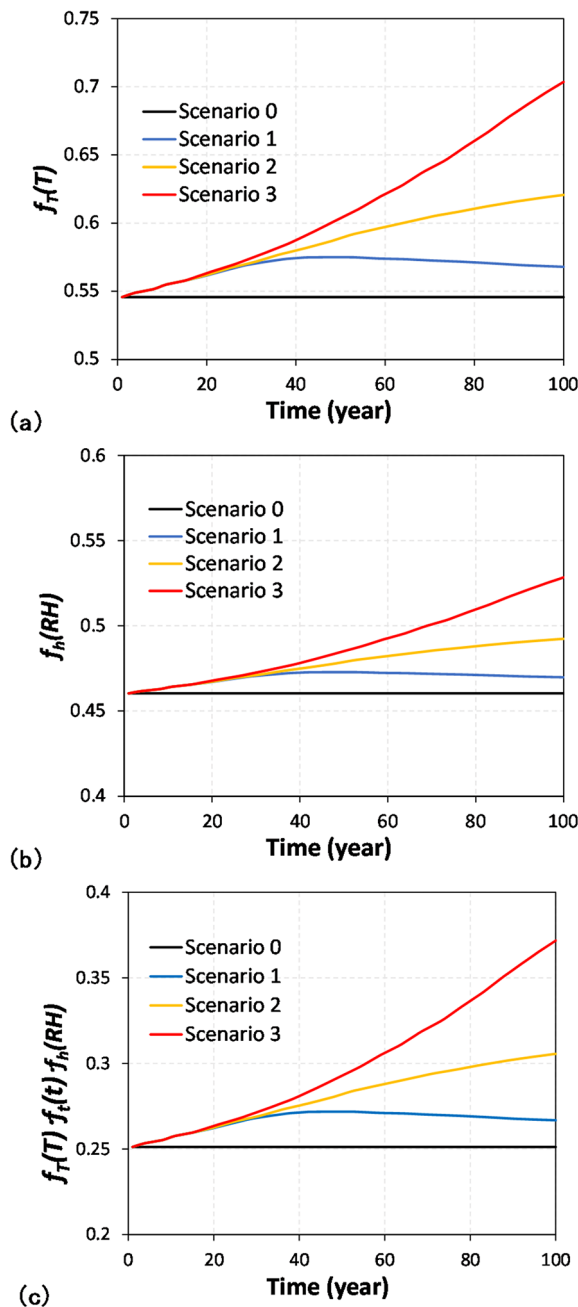 0.75
0.7
0.65
0.6
0.55
0.5
f_T(T)
Scenario 0
Scenario 1
Scenario 2
Scenario 3
0 20 40 60 80 100
Time (year)
(a)
0.6
0.55
0.5
0.45
0.4
f_h(RH)
Scenario 0
Scenario 1
Scenario 2
Scenario 3
0 20 40 60 80 100
Time (year)
(b)
0.4
0.35
0.3
0.25
0.2
f_T(T)·f_t(t)·f_h(RH)
Scenario 0
Scenario 1
Scenario 2
Scenario 3
0 20 40 60 80 100
Time (year)
(c)